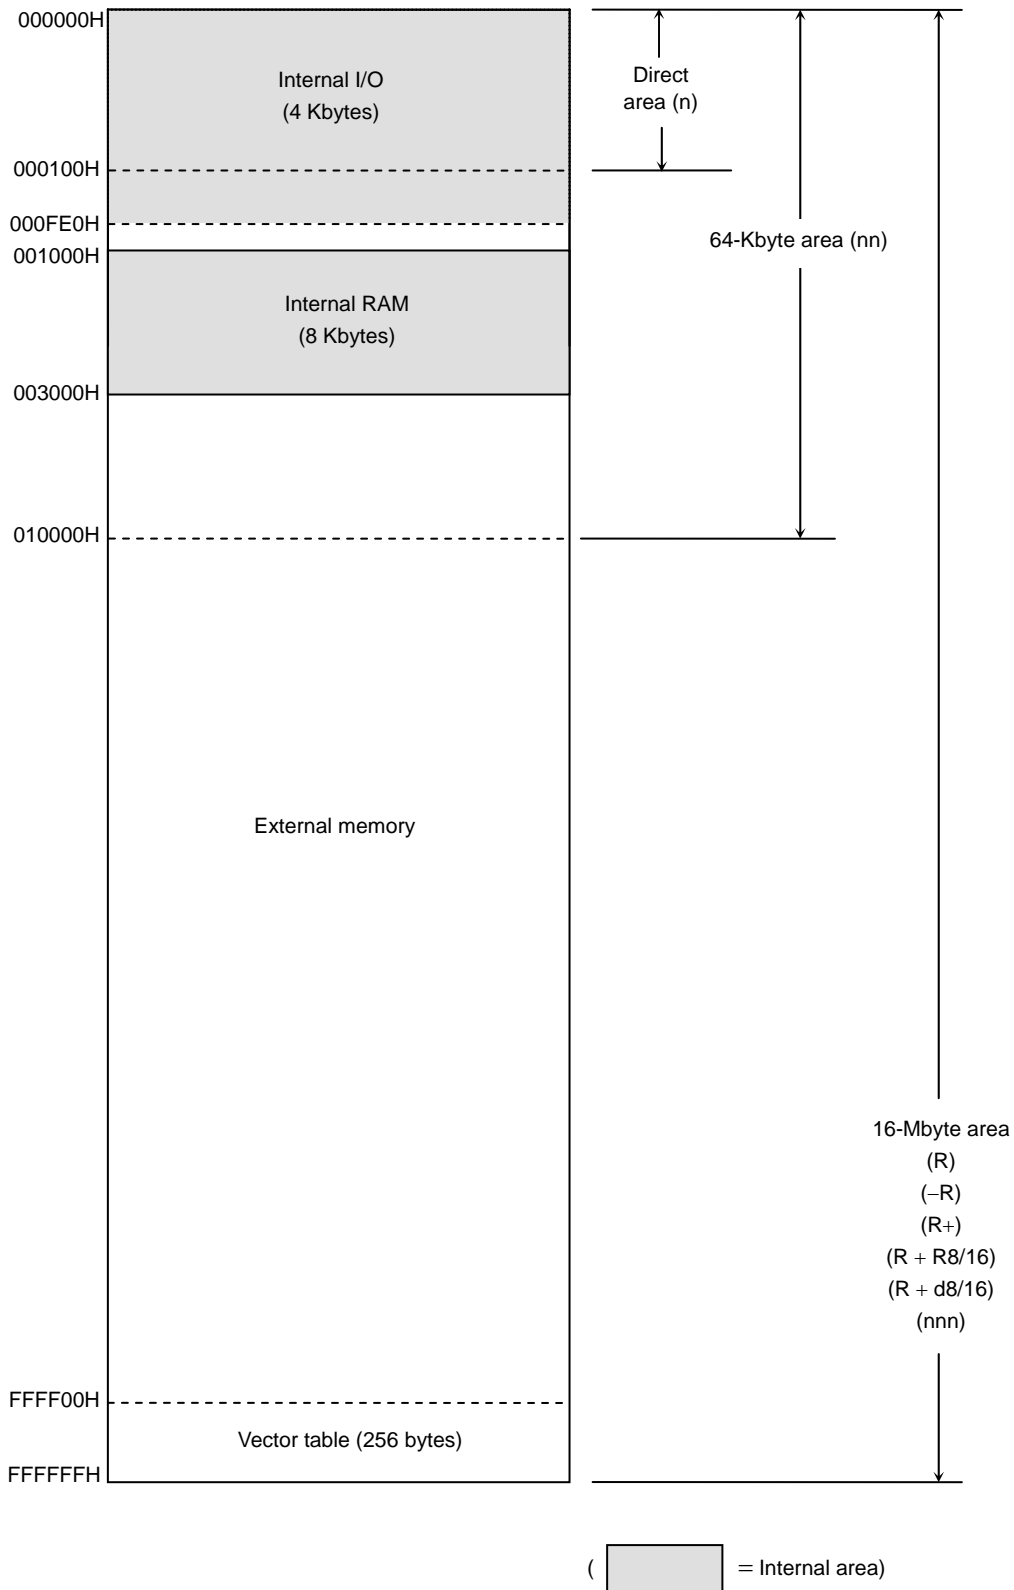 000000H
Internal I/O
(4 Kbytes)
Direct
area (n)
000100H
000FE0H
001000H
64-Kbyte area (nn)
Internal RAM
(8 Kbytes)
003000H
010000H
External memory
16-Mbyte area
(R)
(−R)
(R+)
(R + R8/16)
(R + d8/16)
(nnn)
FFFF00H
Vector table (256 bytes)
FFFFFFH
( = Internal area)